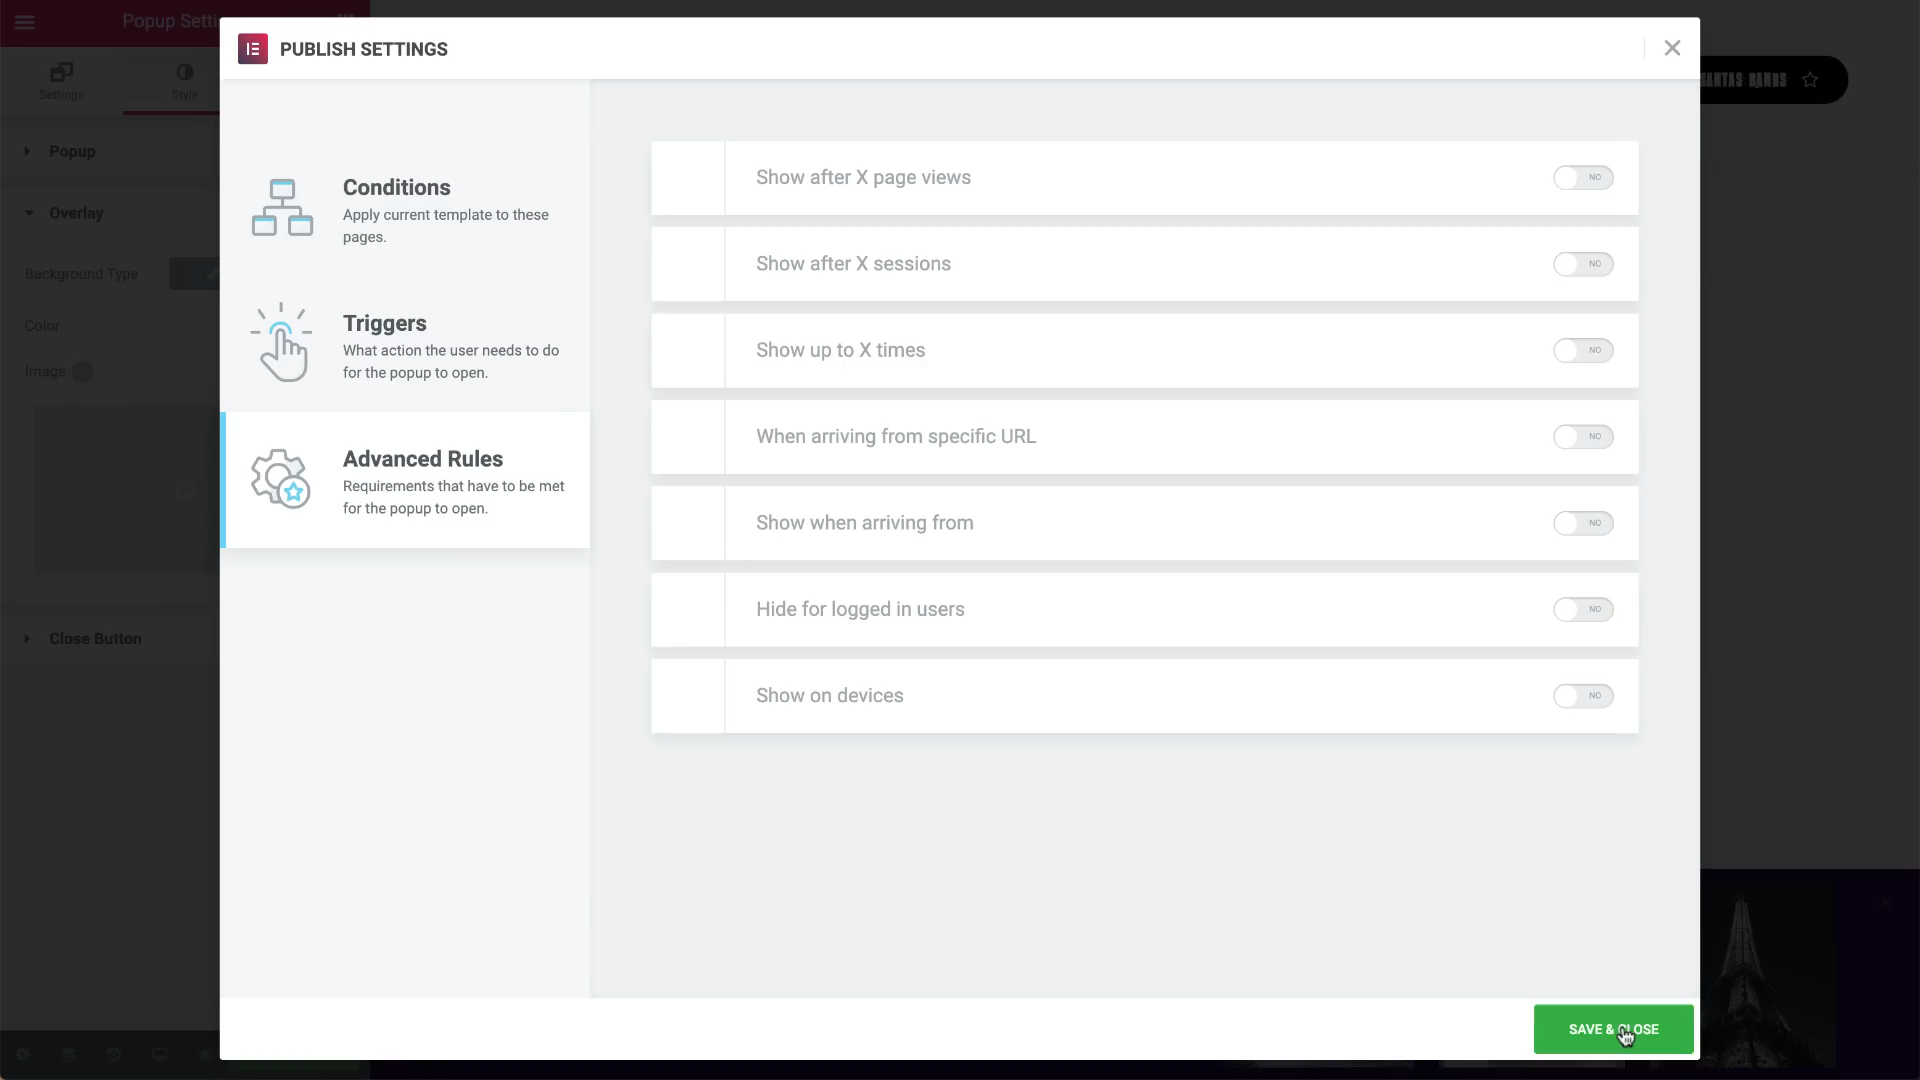 Popup Setti
PUBLISH SETTINGS
Settings
Style
Popup
Overlay
Background Type
Color
Image
Close Button
Conditions
Apply current template to these
pages.
Triggers
What action the user needs to do
for the popup to open.
Advanced Rules
Requirements that have to be met
for the popup to open.
Show after X page views
NO
Show after X sessions
NO
Show up to X times
NO
When arriving from specific URL
NO
Show when arriving from
NO
Hide for logged in users
NO
Show on devices
NO
SAVE & CLOSE